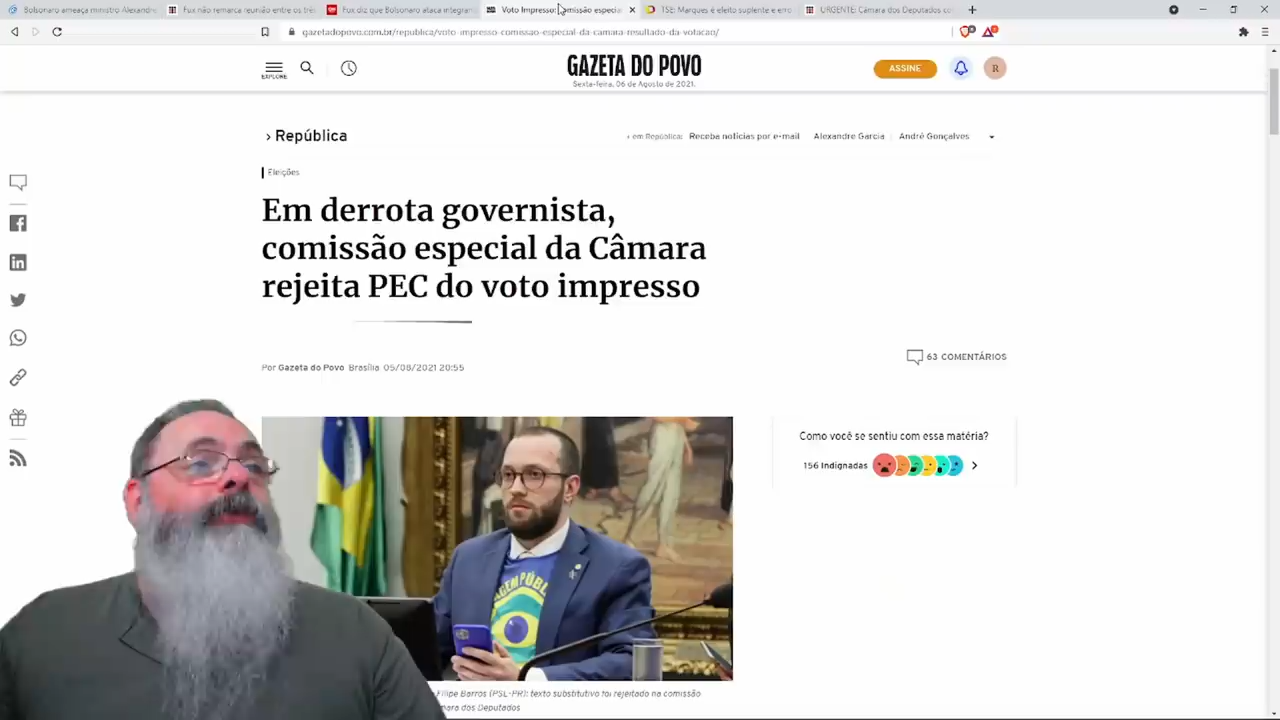 Bolsonaro ameaça ministro Alexandre
Fux não remarca reunião entre os trê
Fux diz que Bolsonaro ataca integran
Voto Impresso: comissão especial
TSE: Marques é eleito suplente e erro
URGENTE: Câmara dos Deputados co
gazetadopovo.com.br/republica/voto-impresso-comissao-especial-da-camara-resultado-da-votacao/
EXPLORE
GAZETA DO POVO
Sexta-feira, 06 de Agosto de 2021.
ASSINE
R
República
+ em República:
Receba notícias por e-mail
Alexandre Garcia
André Gonçalves
Eleições
Em derrota governista,
comissão especial da Câmara
rejeita PEC do voto impresso
Por Gazeta do Povo Brasília 05/08/2021 20:55
63 COMENTÁRIOS
Como você se sentiu com essa matéria?
156 Indignadas
Filipe Barros (PSL-PR): texto substitutivo foi rejeitado na comissão
mara dos Deputados